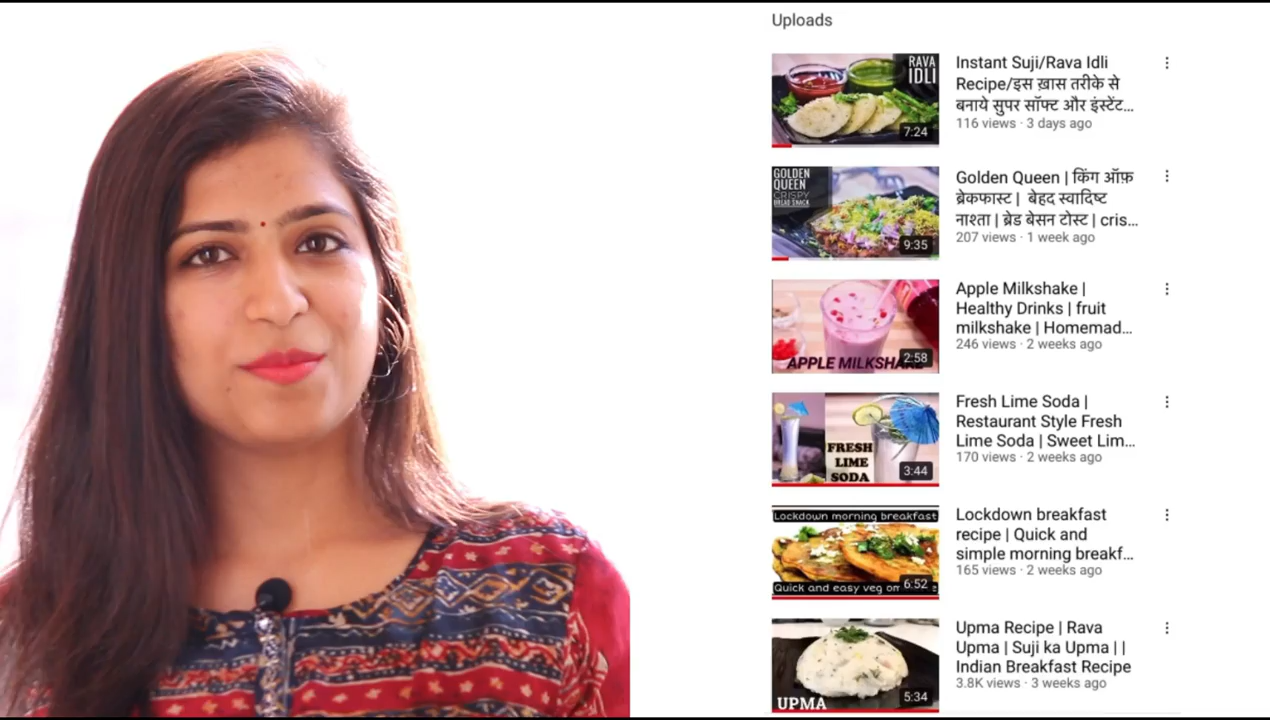 Uploads
RAVA
IDLI
7:24
Instant Suji/Rava Idli
Recipe/इस ख़ास तरीके से
बनाये सुपर सॉफ्ट और इंस्टेंट...
116 views · 3 days ago
GOLDEN
QUEEN
CRISPY
BREAD SNACK
9:35
Golden Queen | किंग ऑफ़
ब्रेकफास्ट | बेहद स्वादिष्ट
नाश्ता | ब्रेड बेसन टोस्ट | cris...
207 views · 1 week ago
APPLE MILKSHAKE
2:58
Apple Milkshake |
Healthy Drinks | fruit
milkshake | Homemad...
246 views · 2 weeks ago
FRESH
LIME
SODA
3:44
Fresh Lime Soda |
Restaurant Style Fresh
Lime Soda | Sweet Lim...
170 views · 2 weeks ago
Lockdown morning breakfast
6:52
Quick and easy veg
Lockdown breakfast
recipe | Quick and
simple morning breakf...
165 views · 2 weeks ago
UPMA
5:34
Upma Recipe | Rava
Upma | Suji ka Upma | |
Indian Breakfast Recipe
3.8K views · 3 weeks ago